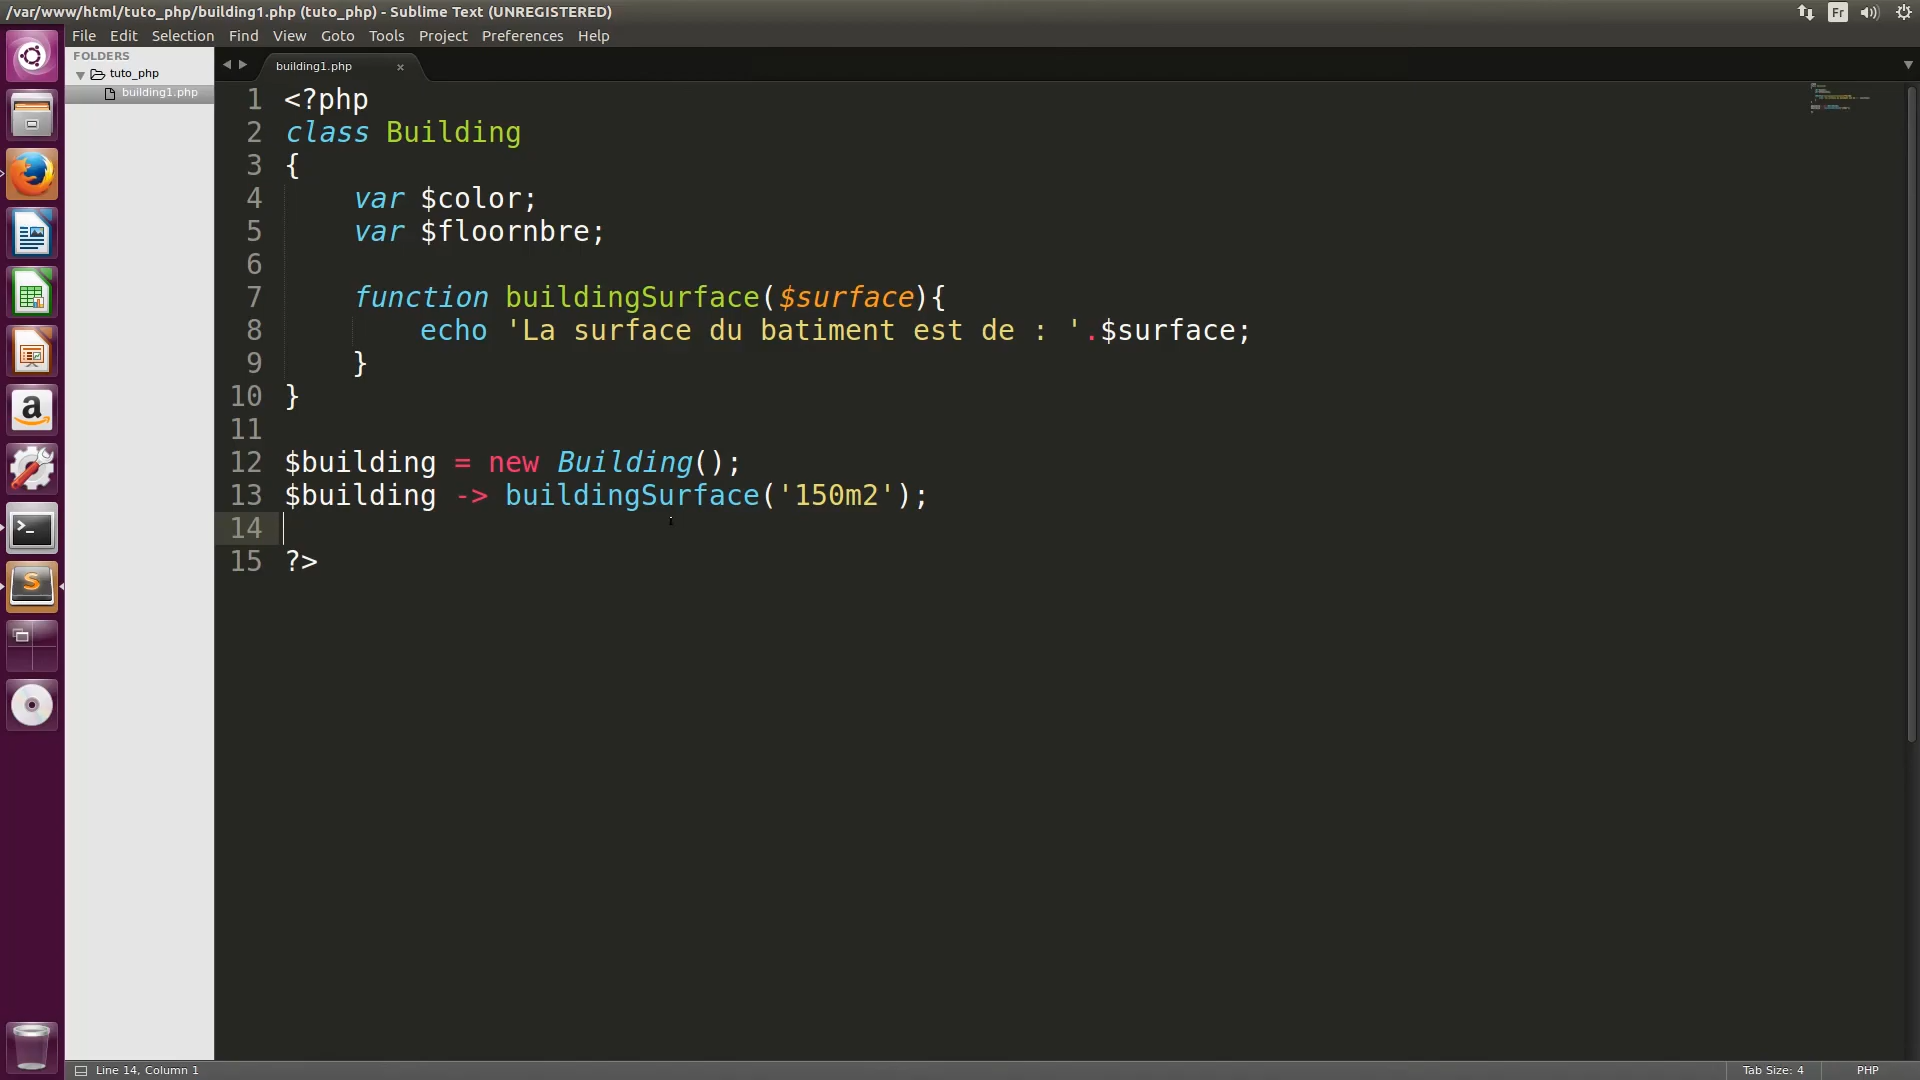 /var/www/html/tuto_php/building1.php (tuto_php) - Sublime Text (UNREGISTERED)
Fr
File Edit Selection Find View Goto Tools Project Preferences Help
FOLDERS
tuto_php
building1.php
building1.php ×
1 <?php
2 class Building
3 {
4     var $color;
5     var $floornbre;
6
7     function buildingSurface($surface){
8         echo 'La surface du batiment est de : '.$surface;
9     }
10 }
11
12 $building = new Building();
13 $building -> buildingSurface('150m2');
14
15 ?>
Line 14, Column 1
Tab Size: 4
PHP